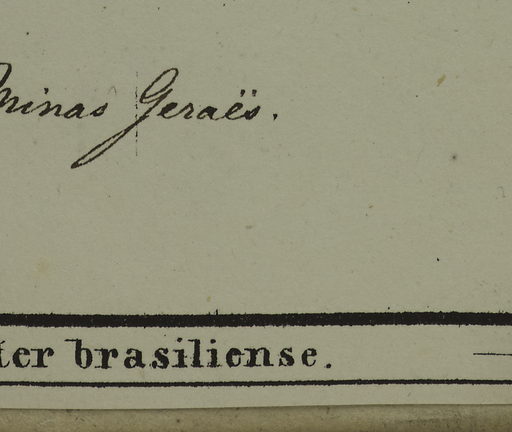 Minas Geraës.
ter brasiliense.